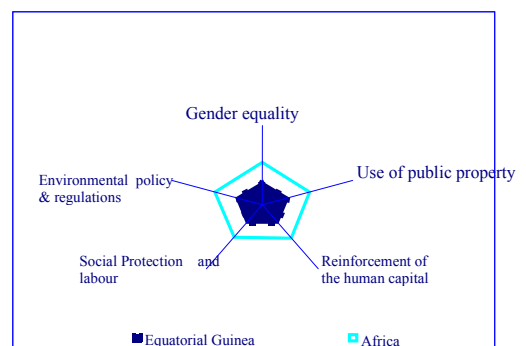 Gender equality
Use of public property
Environmental policy
& regulations
Social Protection and
labour
Reinforcement of
the human capital
Equatorial Guinea
Africa